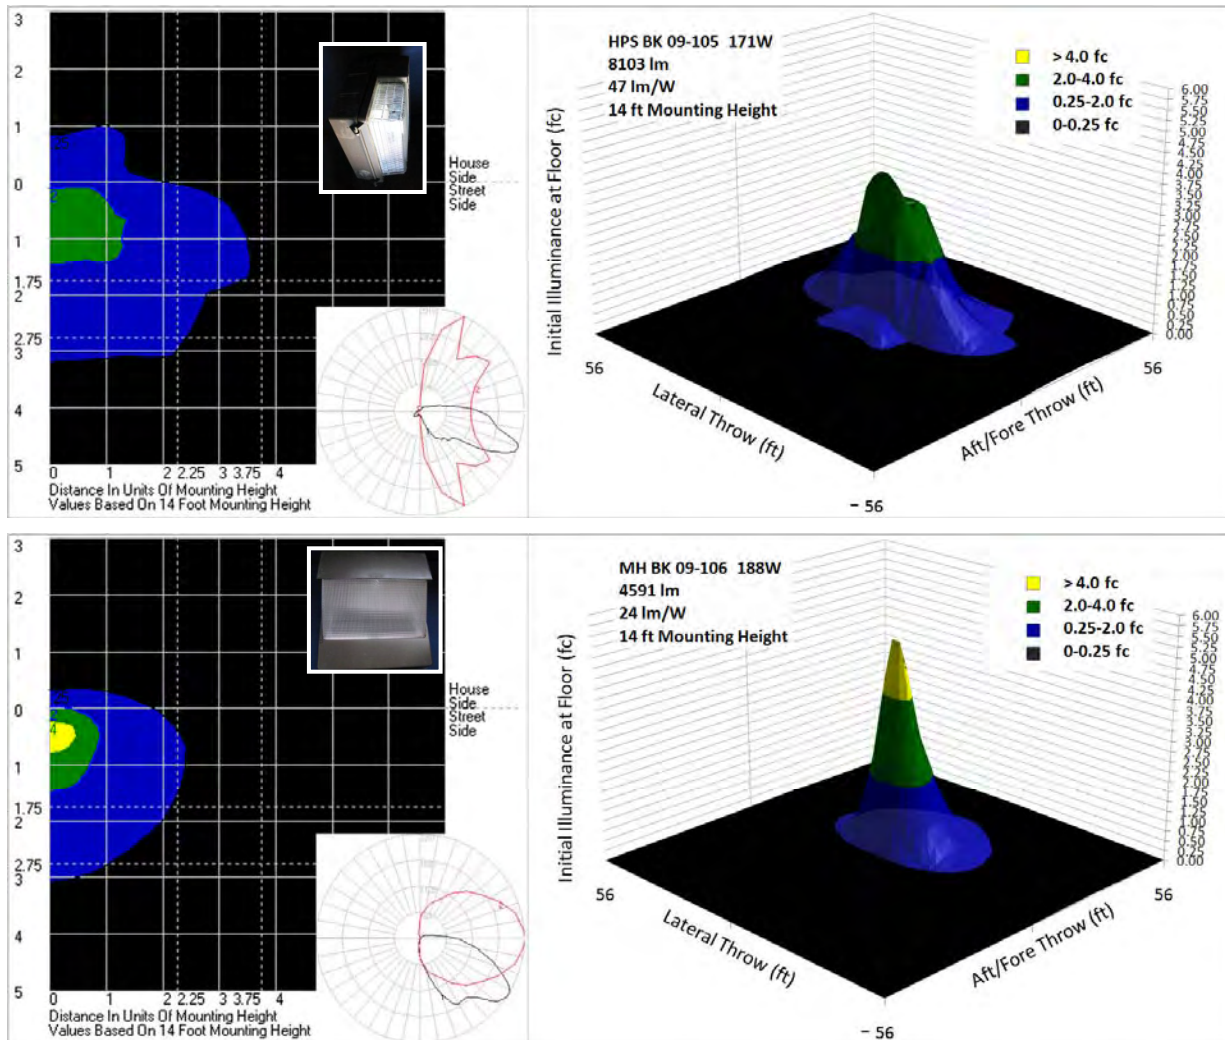 3
2
1
0
1
1.75
2
2.75
3
4
5
0
1
2 2.25
3 3.75
4
Distance In Units Of Mounting Height
Values Based On 14 Foot Mounting Height
House
Side
Street
Side
HPS BK 09-105 171W
8103 lm
47 lm/W
14 ft Mounting Height
> 4.0 fc
2.0-4.0 fc
0.25-2.0 fc
0-0.25 fc
Initial Illuminance at Floor (fc)
6.00
5.75
5.50
5.25
5.00
4.75
4.50
4.25
4.00
3.75
3.50
3.25
3.00
2.75
2.50
2.25
2.00
1.75
1.50
1.25
1.00
0.75
0.50
0.25
0.00
56
Lateral Throw (ft)
- 56
Aft/Fore Throw (ft)
56
3
2
1
0
4
1
1.75
2
2.75
3
4
5
0
1
2 2.25
3 3.75
4
Distance In Units Of Mounting Height
Values Based On 14 Foot Mounting Height
House
Side
Street
Side
MH BK 09-106 188W
4591 lm
24 lm/W
14 ft Mounting Height
> 4.0 fc
2.0-4.0 fc
0.25-2.0 fc
0-0.25 fc
Initial Illuminance at Floor (fc)
6.00
5.75
5.50
5.25
5.00
4.75
4.50
4.25
4.00
3.75
3.50
3.25
3.00
2.75
2.50
2.25
2.00
1.75
1.50
1.25
1.00
0.75
0.50
0.25
0.00
56
Lateral Throw (ft)
- 56
Aft/Fore Throw (ft)
56